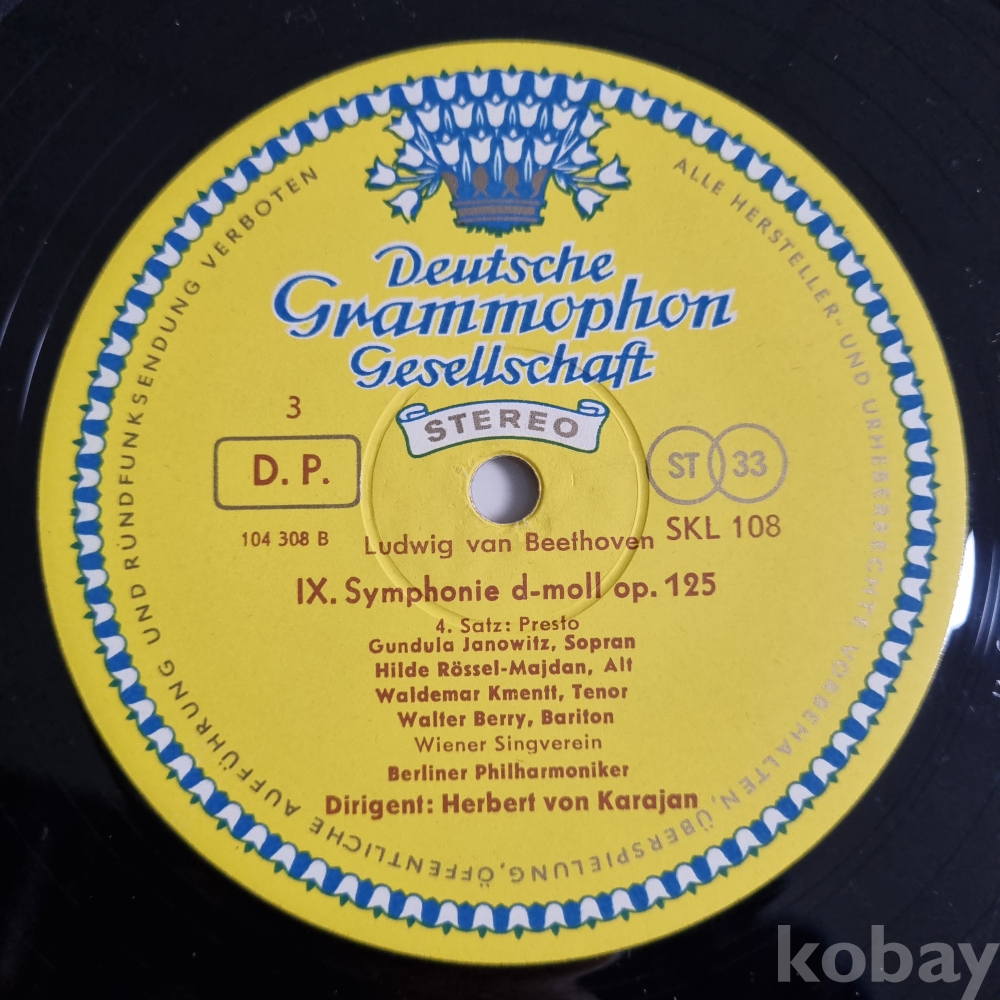 Deutsche
Grammophon
Gesellschaft
STEREO
3
D. P.
ST 33
104 308 B
SKL 108
Ludwig van Beethoven
IX. Symphonie d-moll op. 125
4. Satz: Presto
Gundula Janowitz, Sopran
Hilde Rössel-Majdan, Alt
Waldemar Kmentt, Tenor
Walter Berry, Bariton
Wiener Singverein
Berliner Philharmoniker
Dirigent: Herbert von Karajan
ALLE HERSTELLER- UND URHEBERRECHTE VORBEHALTEN, ÜBERSPIELUNG, ÖFFENTLICHE AUFFÜHRUNG UND RUNDFUNKSENDUNG VERBOTEN
kobay